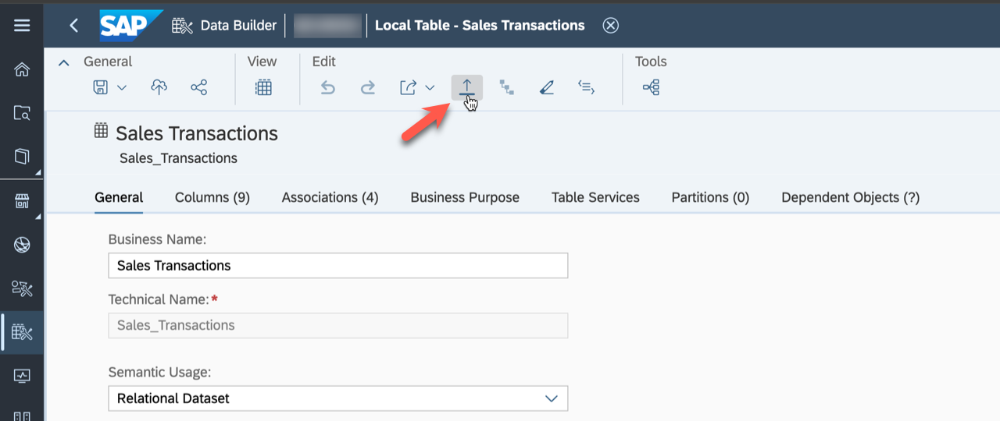 SAP Data Builder Local Table - Sales Transactions
General View Edit Tools
Sales Transactions
Sales_Transactions
General Columns (9) Associations (4) Business Purpose Table Services Partitions (0) Dependent Objects (?)
Business Name:
Sales Transactions
Technical Name:*
Sales_Transactions
Semantic Usage:
Relational Dataset